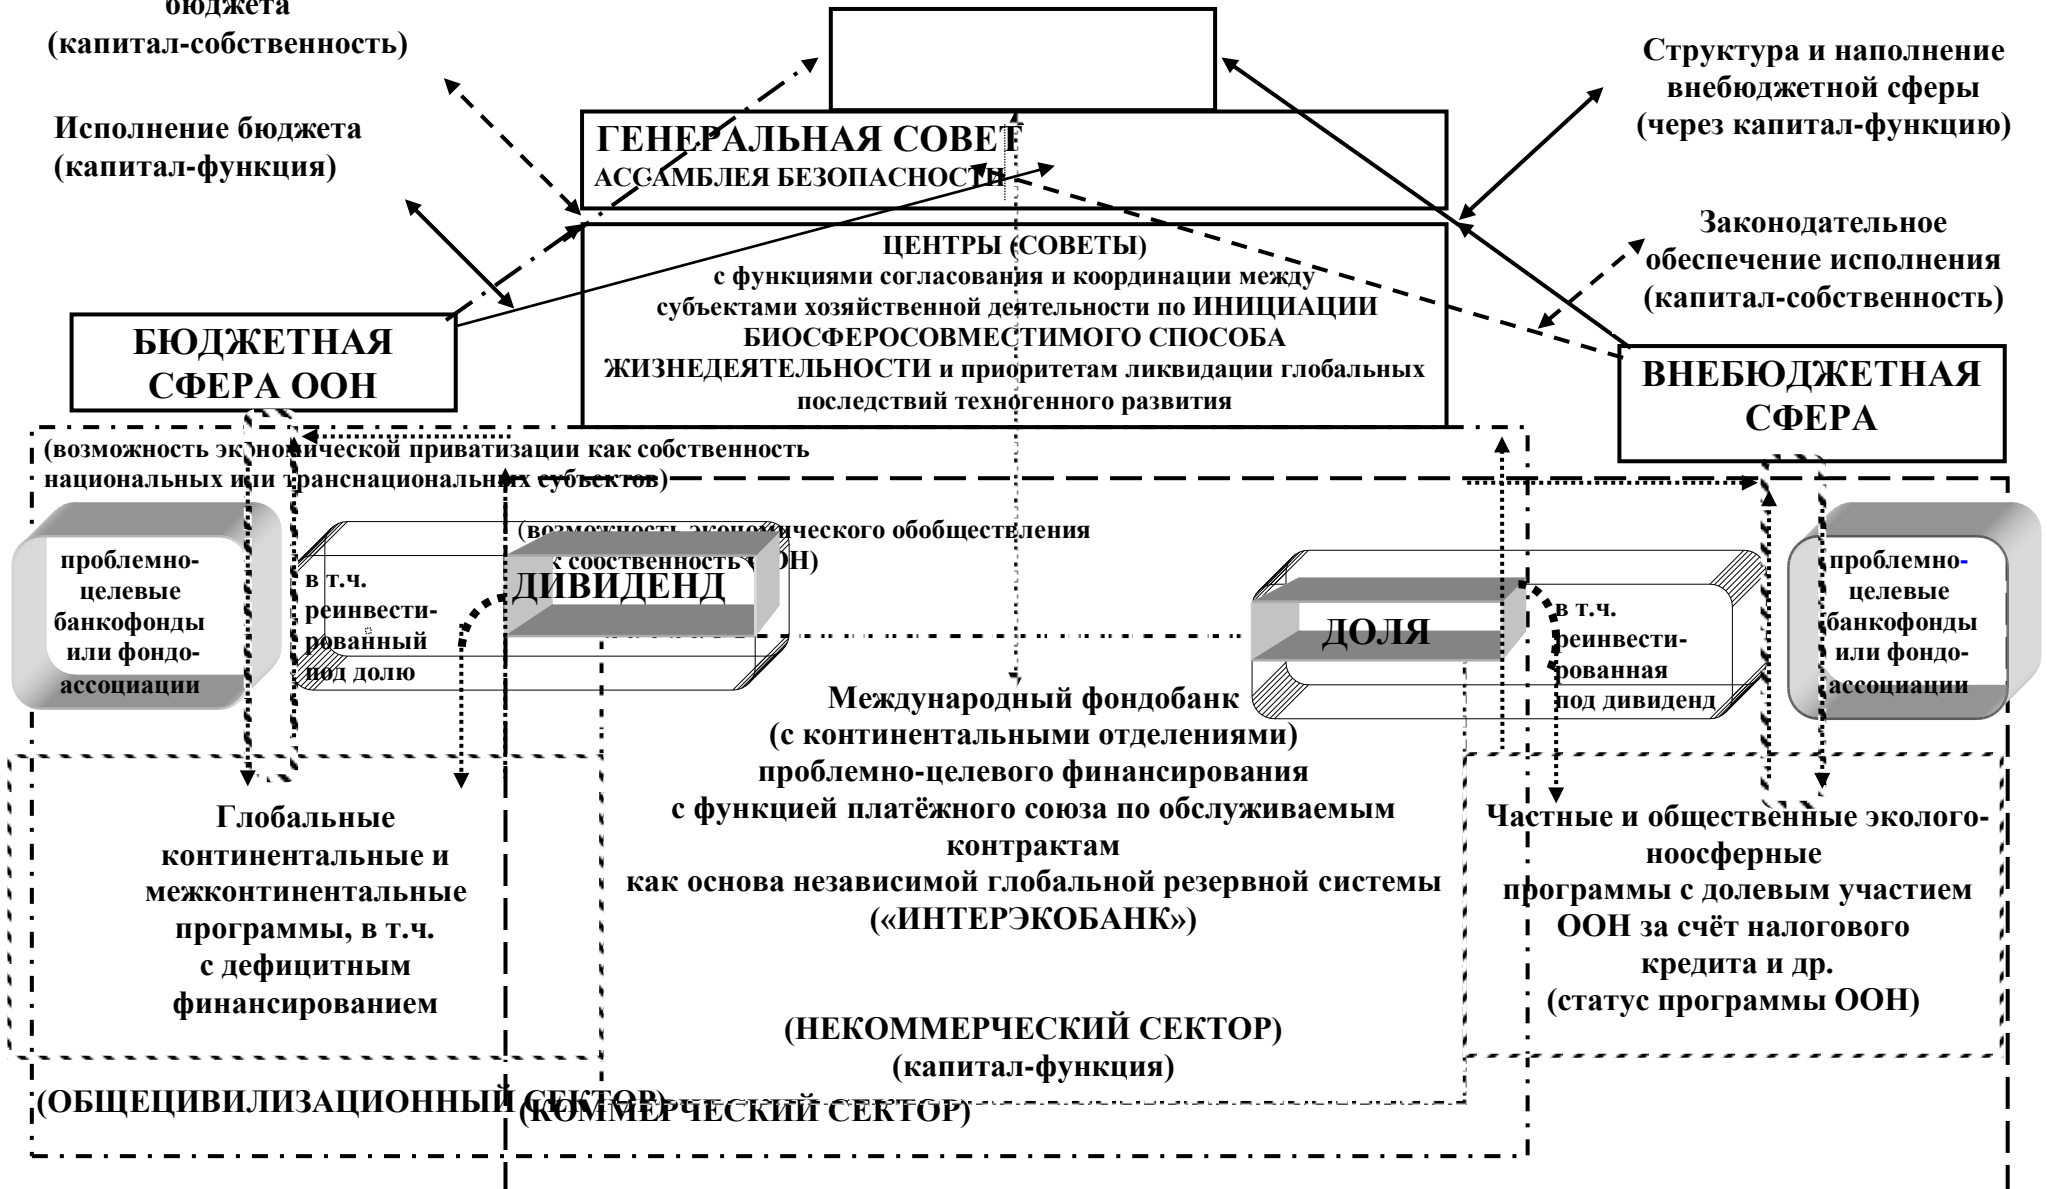 бюджета
(капитал-собственность)
Исполнение бюджета
(капитал-функция)
Структура и наполнение
внебюджетной сферы
(через капитал-функцию)
Законодательное
обеспечение исполнения
(капитал-собственность)
ГЕНЕРАЛЬНАЯ СОВЕТ
АССАМБЛЕЯ БЕЗОПАСНОСТИ
ЦЕНТРЫ (СОВЕТЫ)
с функциями согласования и координации между
субъектами хозяйственной деятельности по ИНИЦИАЦИИ
БИОСФЕРОСОВМЕСТИМОГО СПОСОБА
ЖИЗНЕДЕЯТЕЛЬНОСТИ и приоритетам ликвидации глобальных
последствий техногенного развития
БЮДЖЕТНАЯ
СФЕРА ООН
ВНЕБЮДЖЕТНАЯ
СФЕРА
(возможность экономической приватизации как собственность
национальных или транснациональных субъектов)
(возможность экономического обобществления
собственность ООН)
проблемно-
целевые
банкофонды
или фондо-
ассоциации
в т.ч.
реинвести-
рованный
под долю
ДИВИДЕНД
ДОЛЯ
в т.ч.
реинвести-
рованная
под дивиденд
проблемно-
целевые
банкофонды
или фондо-
ассоциации
Глобальные
континентальные и
межконтинентальные
программы, в т.ч.
с дефицитным
финансированием
Международный фондобанк
(с континентальными отделениями)
проблемно-целевого финансирования
с функцией платёжного союза по обслуживаемым
контрактам
как основа независимой глобальной резервной системы
(«ИНТЕРЭКОБАНК»)
(НЕКОММЕРЧЕСКИЙ СЕКТОР)
(капитал-функция)
Частные и общественные эколого-
ноосферные
программы с долевым участием
ООН за счёт налогового
кредита и др.
(статус программы ООН)
(ОБЩЕЦИВИЛИЗАЦИОННЫЙ СЕКТОР)
(КОММЕРЧЕСКИЙ СЕКТОР)